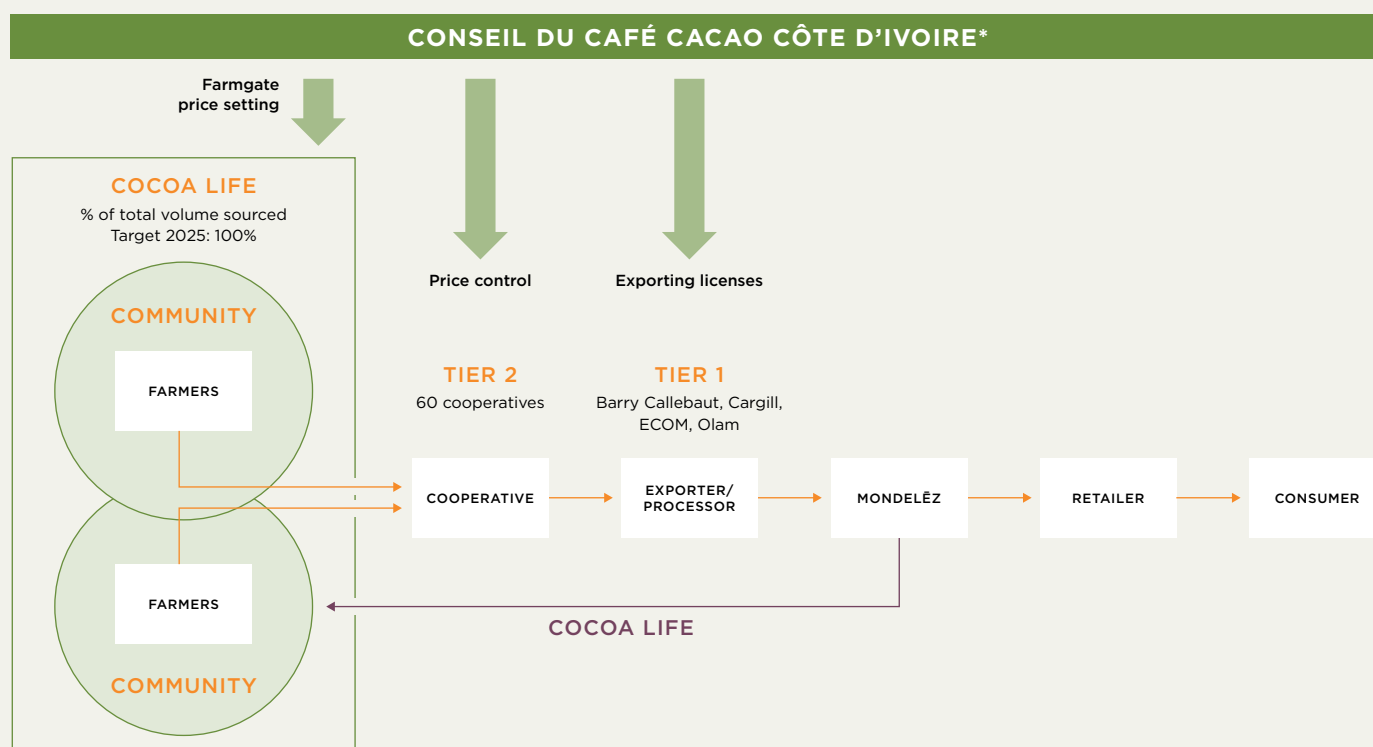 CONSEIL DU CAFÉ CACAO CÔTE D'IVOIRE*
Farmgate
price setting
COCOA LIFE
% of total volume sourced
Target 2025: 100%
Price control
Exporting licenses
COMMUNITY
FARMERS
TIER 2
60 cooperatives
TIER 1
Barry Callebaut, Cargill,
ECOM, Olam
COOPERATIVE
EXPORTER/
PROCESSOR
MONDELĒZ
RETAILER
CONSUMER
FARMERS
COCOA LIFE
COMMUNITY